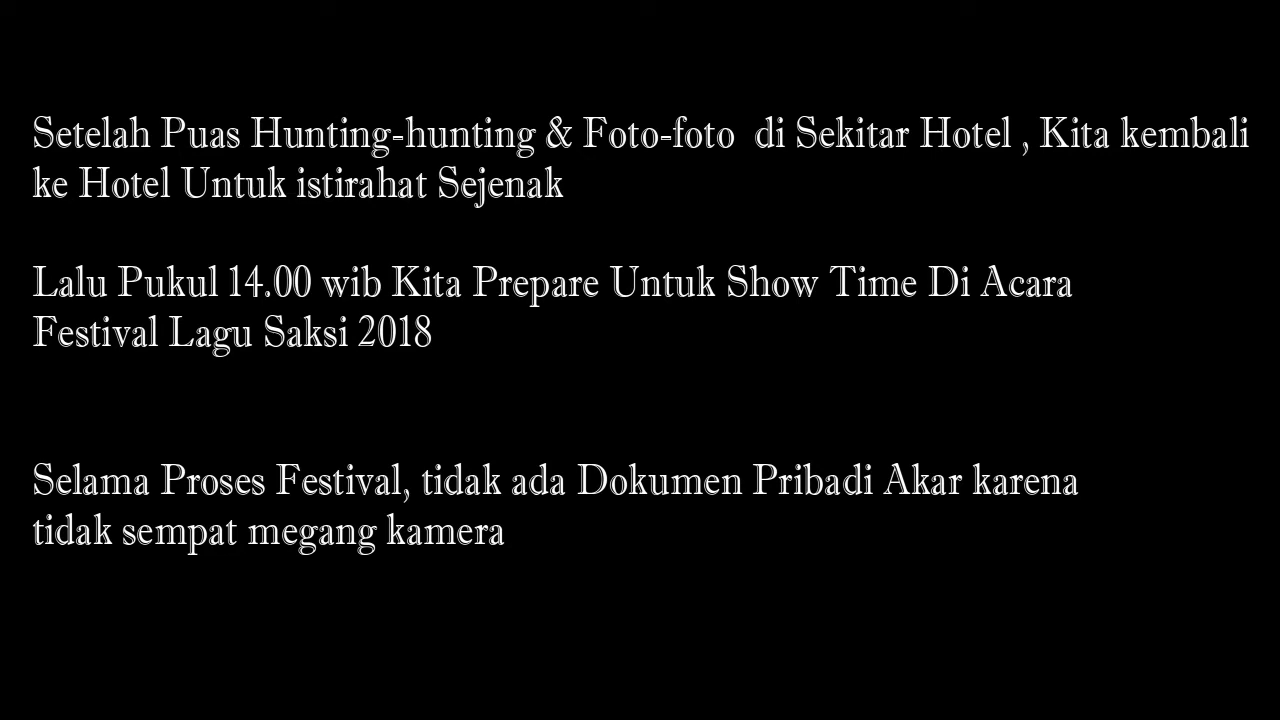 Setelah Puas Hunting-hunting & Foto-foto  di Sekitar Hotel , Kita kembali
ke Hotel Untuk istirahat Sejenak
Lalu Pukul 14.00 wib Kita Prepare Untuk Show Time Di Acara
Festival Lagu Saksi 2018
Selama Proses Festival, tidak ada Dokumen Pribadi Akar karena
tidak sempat megang kamera